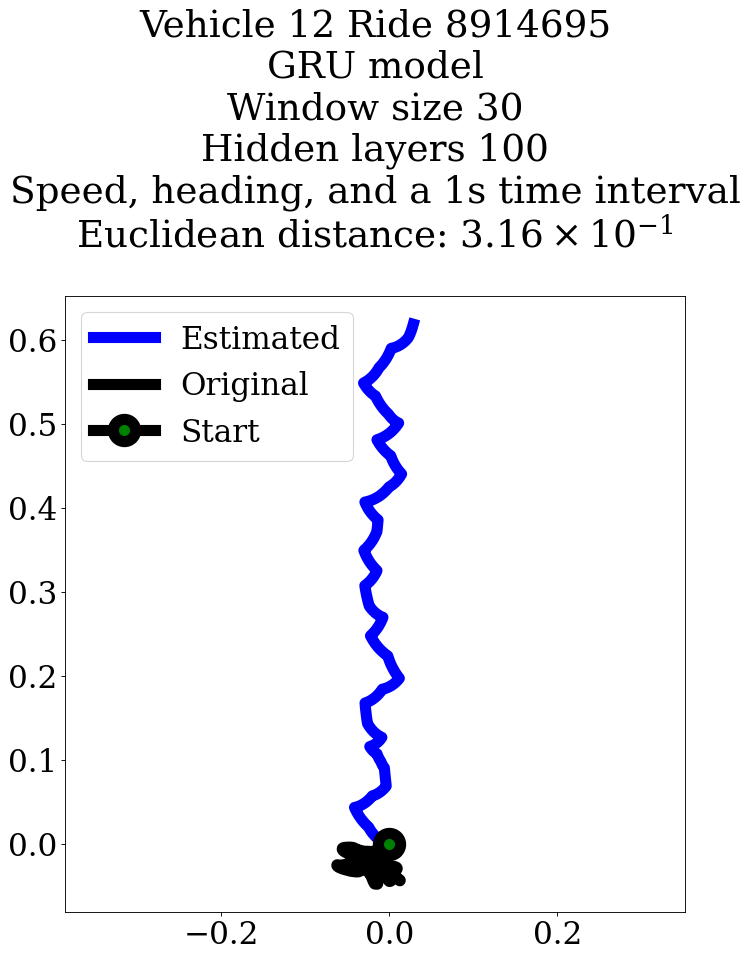 Vehicle 12 Ride 8914695
GRU model
Window size 30
Hidden layers 100
Speed, heading, and a 1s time interval
Euclidean distance: 3.16 × 10⁻¹
Estimated
Original
Start
0.6
0.5
0.4
0.3
0.2
0.1
0.0
−0.2 0.0 0.2